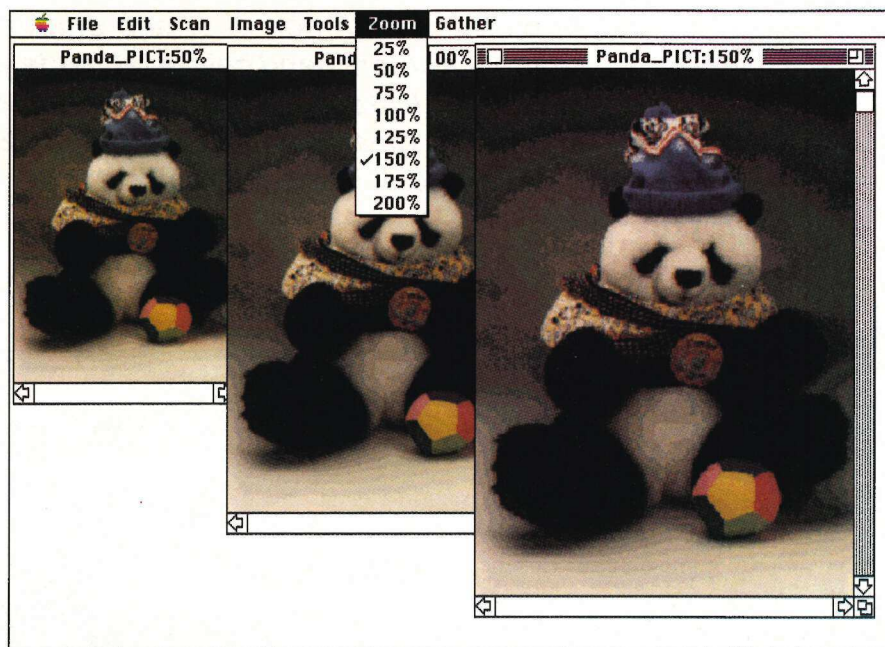 File Edit Scan Image Tools Zoom Gather
Panda_PICT:50%
Pand
100%
Panda_PICT:150%
25%
50%
75%
100%
125%
✓150%
175%
200%